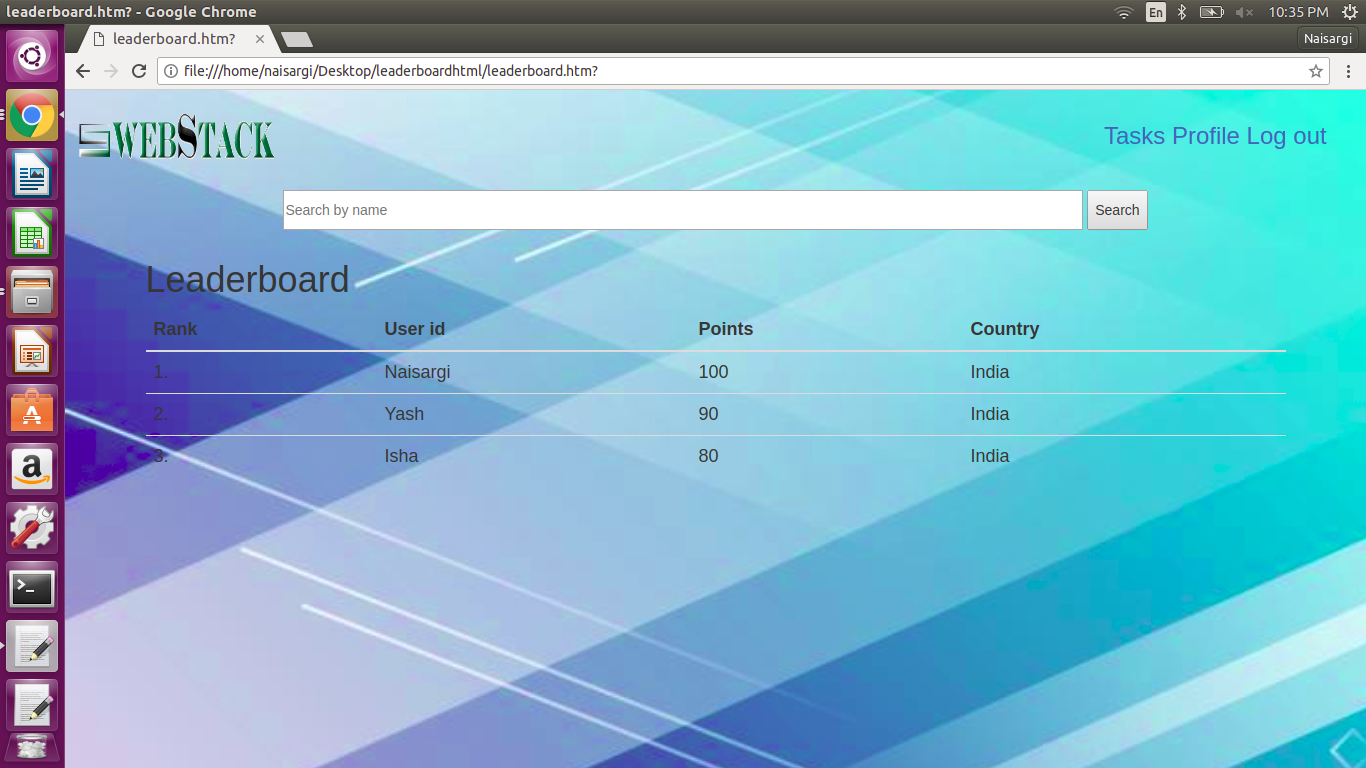 leaderboard.htm? - Google Chrome
En
10:35 PM
leaderboard.htm?
Naisargi
file:///home/naisargi/Desktop/leaderboardhtml/leaderboard.htm?
WEBSTACK
Tasks Profile Log out
Search by name
Search
Leaderboard
Rank User id Points Country
1. Naisargi 100 India
2. Yash 90 India
3. Isha 80 India